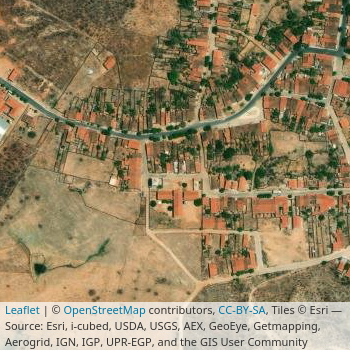 Leaflet | © OpenStreetMap contributors, CC-BY-SA, Tiles © Esri —
Source: Esri, i-cubed, USDA, USGS, AEX, GeoEye, Getmapping,
Aerogrid, IGN, IGP, UPR-EGP, and the GIS User Community